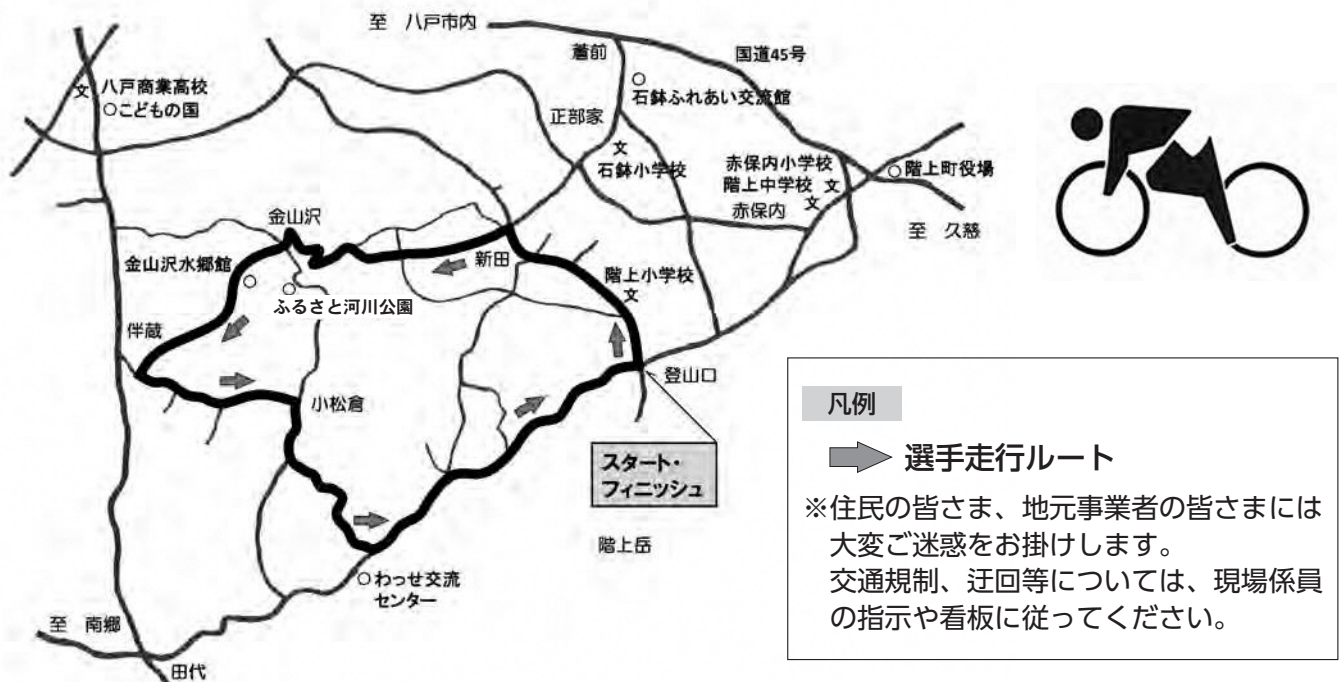 至 八戸市内
葦前
国道45号
八戸商業高校
こどもの国
石鉢ふれあい交流館
正部家
文
文
石鉢小学校
赤保内小学校
階上中学校
文
文
赤保内
階上町役場
至 久慈
金山沢
金山沢水郷館
新田
階上小学校
文
ふるさと河川公園
伴蔵
登山口
小松倉
スタート・
フィニッシュ
階上岳
わっせ交流
センター
至 南郷
田代
凡例
選手走行ルート
※住民の皆さま、地元事業者の皆さまには
大変ご迷惑をお掛けします。
交通規制、迂回等については、現場係員
の指示や看板に従ってください。